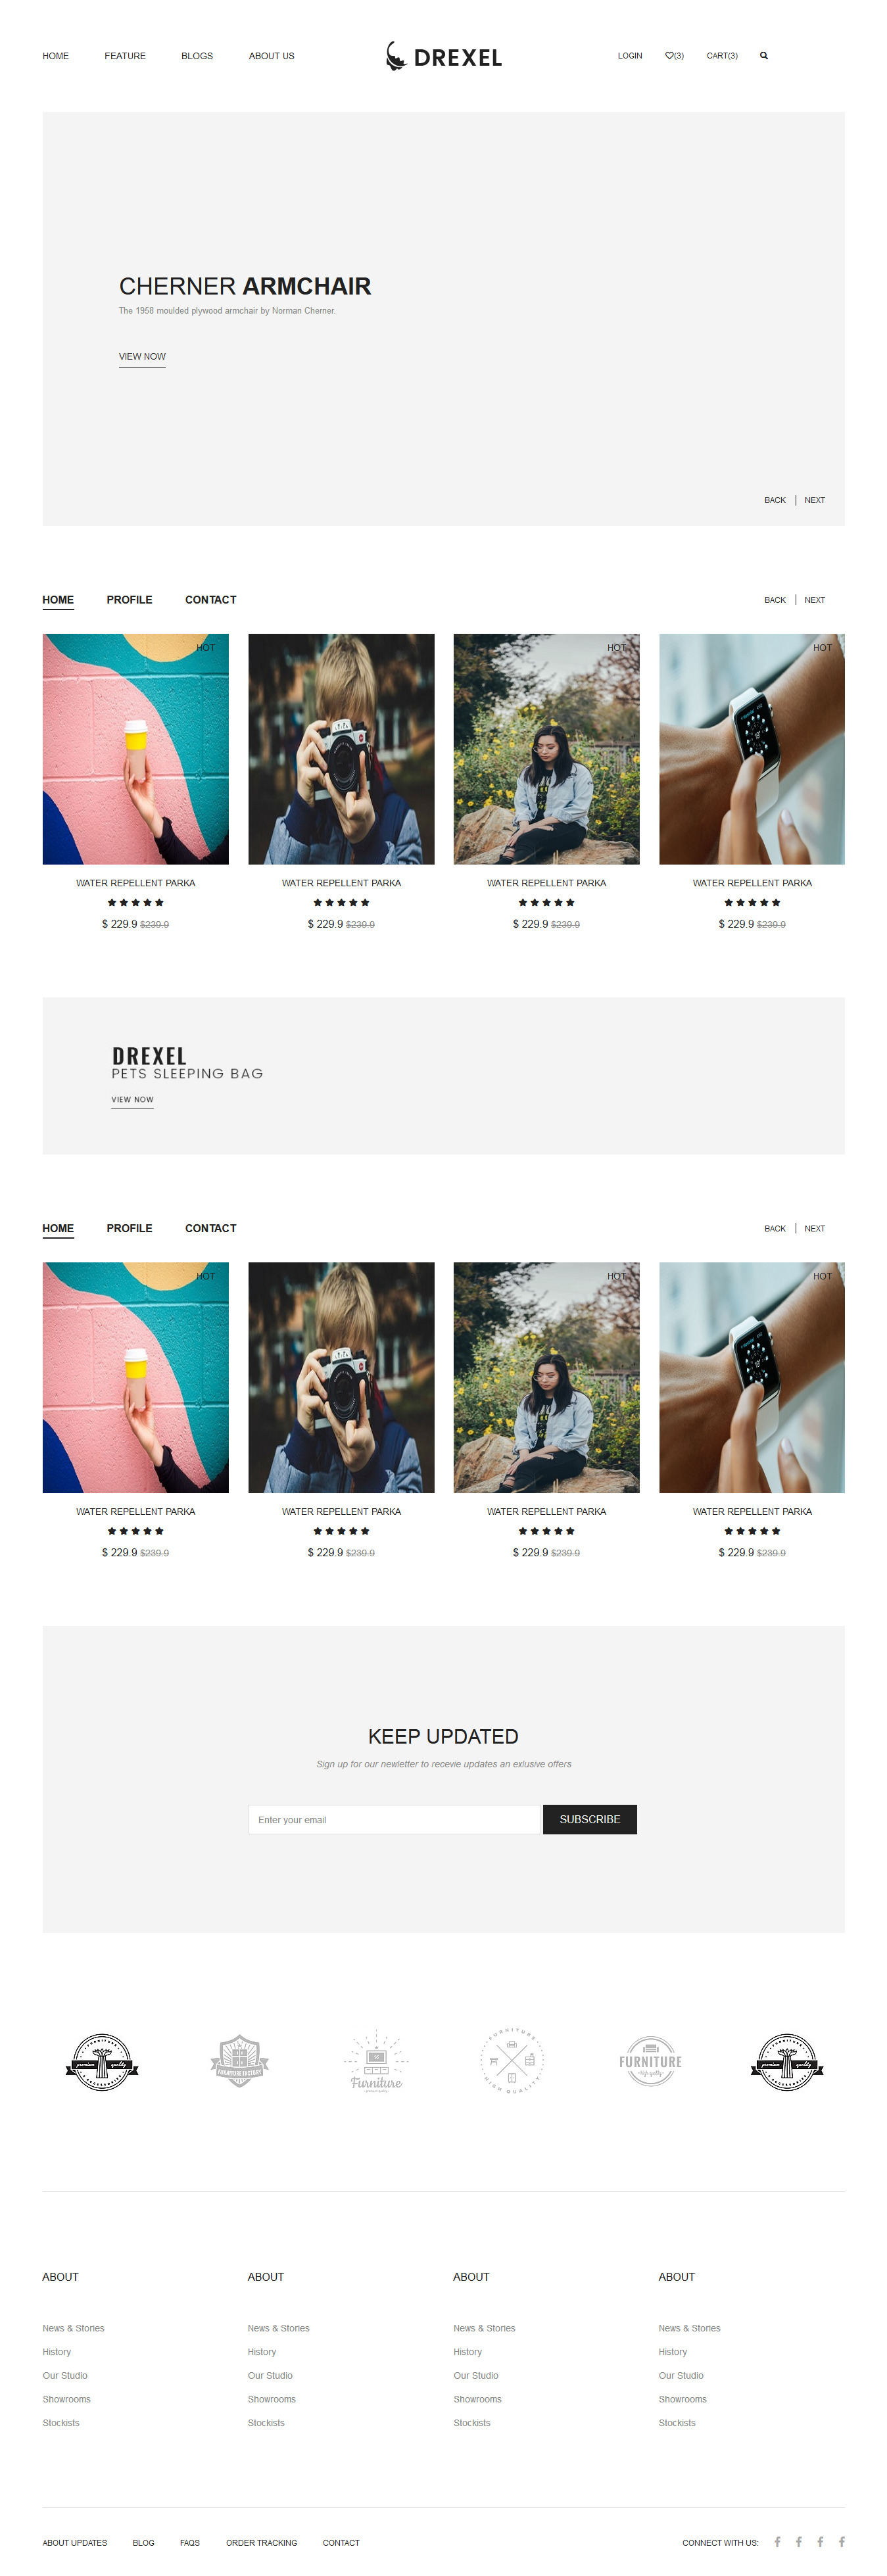 HOME FEATURE BLOGS ABOUT US DREXEL LOGIN (3) CART(3)
CHERNER ARMCHAIR
The 1958 moulded plywood armchair by Norman Cherner.
VIEW NOW
BACK NEXT
HOME PROFILE CONTACT BACK NEXT
HOT HOT HOT
WATER REPELLENT PARKA WATER REPELLENT PARKA WATER REPELLENT PARKA WATER REPELLENT PARKA
$ 229.9 $239.9 $ 229.9 $239.9 $ 229.9 $239.9 $ 229.9 $239.9
DREXEL
PETS SLEEPING BAG
VIEW NOW
HOME PROFILE CONTACT BACK NEXT
HOT HOT HOT
WATER REPELLENT PARKA WATER REPELLENT PARKA WATER REPELLENT PARKA WATER REPELLENT PARKA
$ 229.9 $239.9 $ 229.9 $239.9 $ 229.9 $239.9 $ 229.9 $239.9
KEEP UPDATED
Sign up for our newletter to recevie updates an exlusive offers
Enter your email SUBSCRIBE
FURNITURE premium quality
FURNITURE FACTORY
Furniture
FURNITURE HIGH QUALITY
FURNITURE high quality
FURNITURE premium quality
ABOUT ABOUT ABOUT ABOUT
News & Stories News & Stories News & Stories News & Stories
History History History History
Our Studio Our Studio Our Studio Our Studio
Showrooms Showrooms Showrooms Showrooms
Stockists Stockists Stockists Stockists
ABOUT UPDATES BLOG FAQS ORDER TRACKING CONTACT CONNECT WITH US: